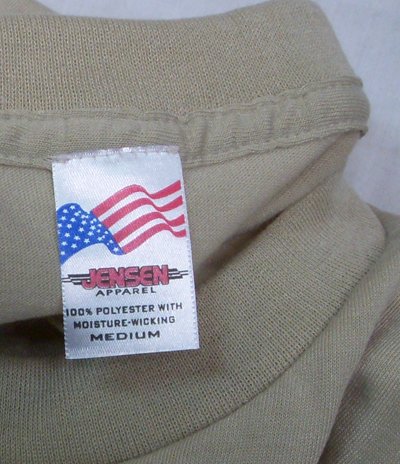 JENSEN
APPAREL
100% POLYESTER WITH
MOISTURE-WICKING
MEDIUM